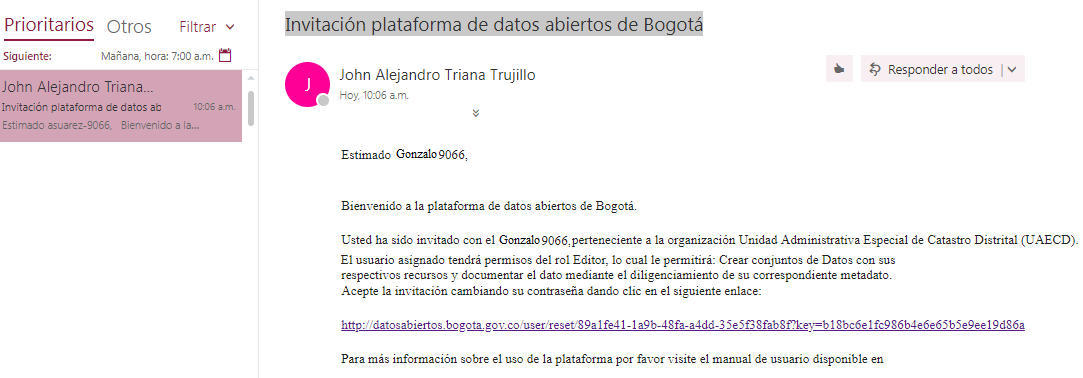 Prioritarios Otros Filtrar
Siguiente: Mañana, hora: 7:00 a.m.
John Alejandro Triana...
Invitación plataforma de datos ab 10:06 a.m.
Estimado asuarez-9066, Bienvenido a la...
Invitación plataforma de datos abiertos de Bogotá
J
John Alejandro Triana Trujillo
Hoy, 10:06 a.m.
Responder a todos
Estimado Gonzalo9066,
Bienvenido a la plataforma de datos abiertos de Bogotá.
Usted ha sido invitado con el Gonzalo9066, perteneciente a la organización Unidad Administrativa Especial de Catastro Distrital (UAECD).
El usuario asignado tendrá permisos del rol Editor, lo cual le permitirá: Crear conjuntos de Datos con sus
respectivos recursos y documentar el dato mediante el diligenciamiento de su correspondiente metadato.
Acepte la invitación cambiando su contraseña dando clic en el siguiente enlace:
http://datosabiertos.bogota.gov.co/user/reset/89a1fe41-1a9b-48fa-a4dd-35e5f38fab8f?key=b18bc6e1fc986b4e6e65b5e9ee19d86a
Para más información sobre el uso de la plataforma por favor visite el manual de usuario disponible en